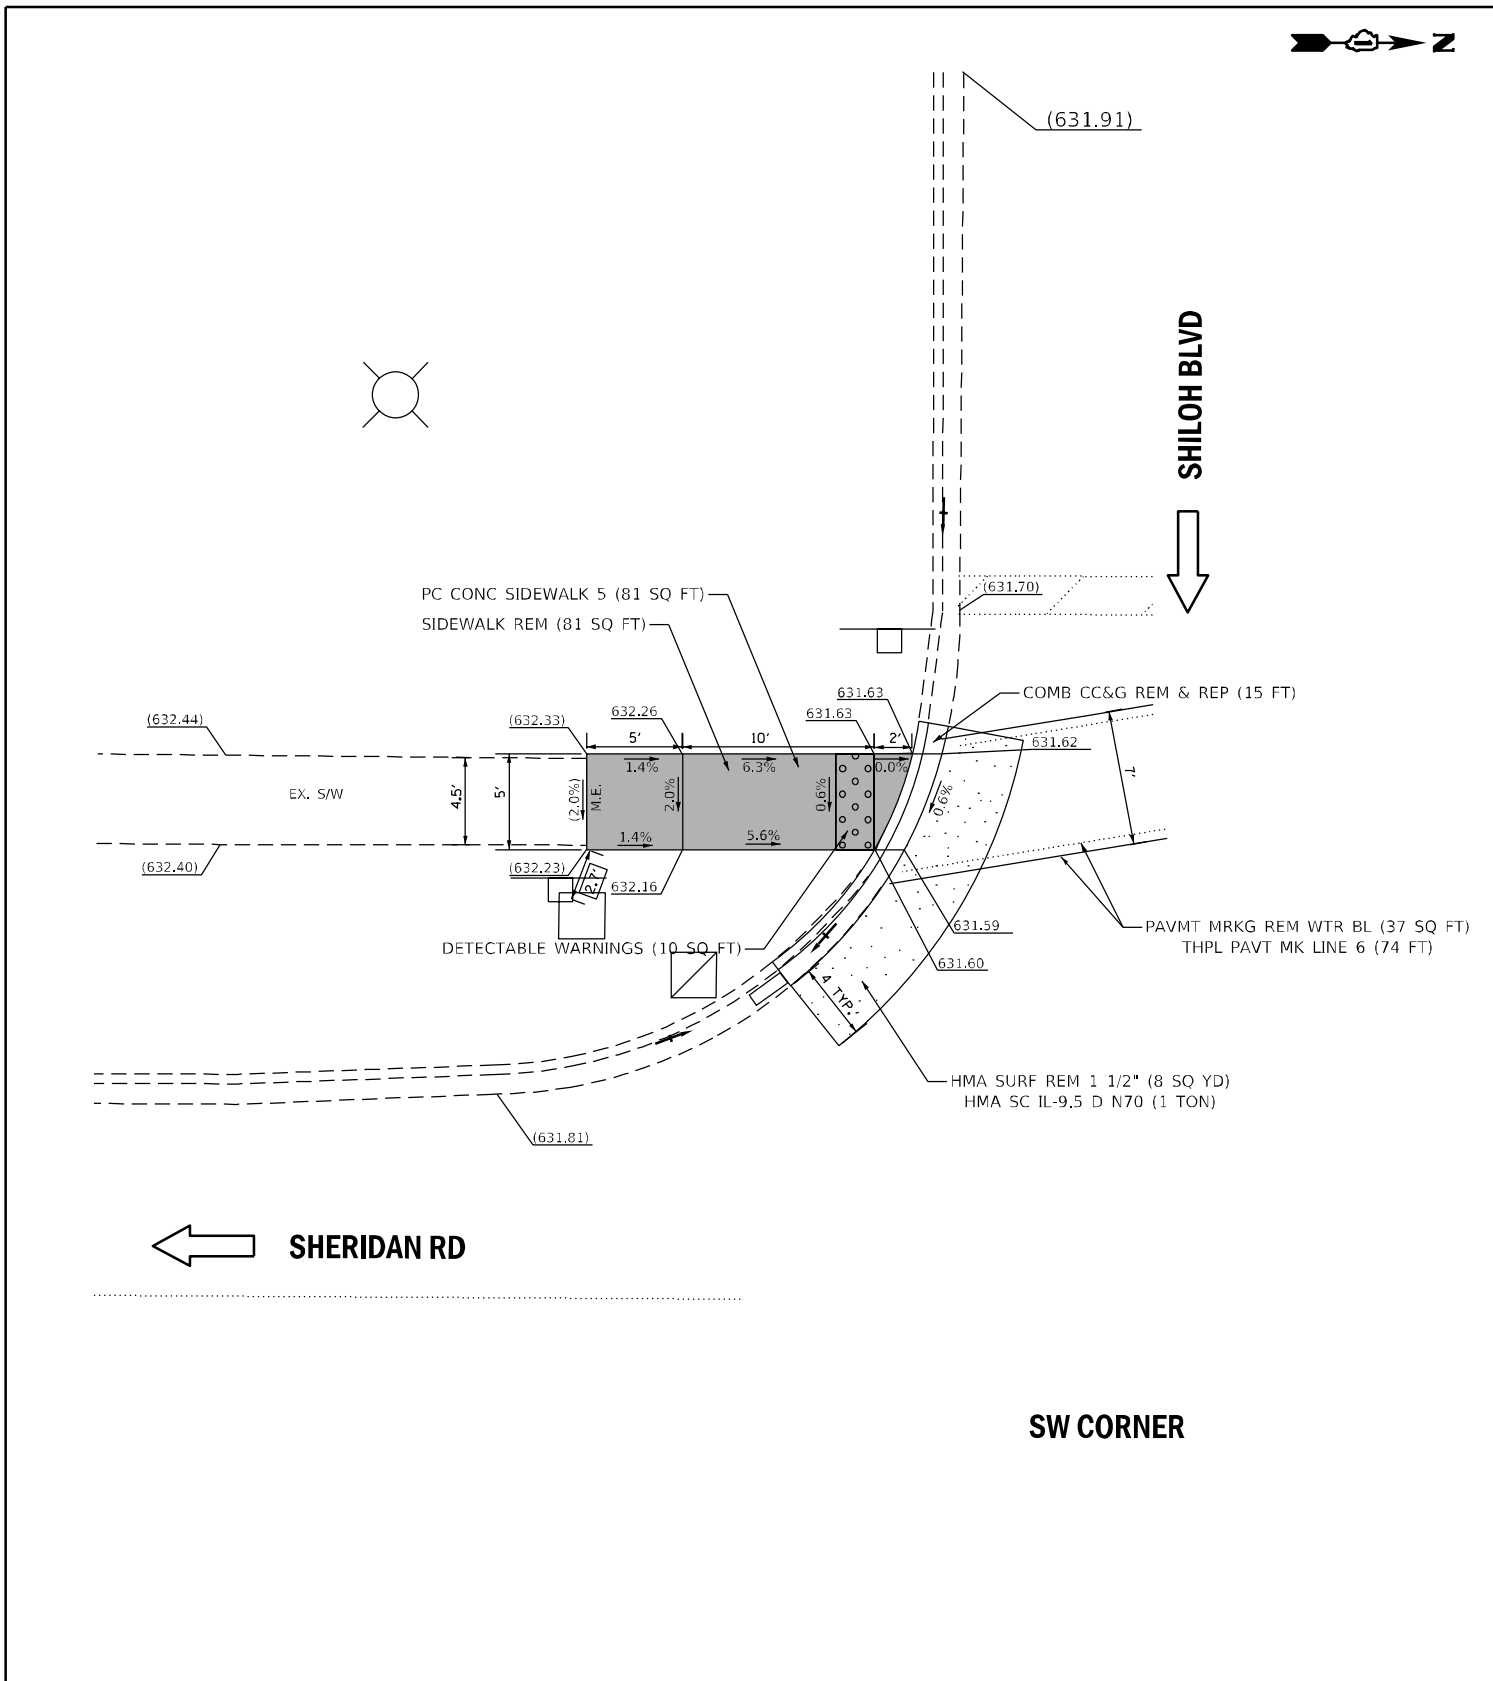 N
(631.91)
SHILOH BLVD
(631.70)
PC CONC SIDEWALK 5 (81 SQ FT)
SIDEWALK REM (81 SQ FT)
COMB CC&G REM & REP (15 FT)
631.63
631.63
632.26
(632.33)
(632.44)
631.62
5'
10'
2'
1.4%
6.3%
0.0%
EX. S/W
4.5'
5'
(2.0%)
M.E.
2.0%
0.6%
0.6%
7'
1.4%
5.6%
(632.40)
(632.23)
632.16
2.7'
631.59
631.60
DETECTABLE WARNINGS (10 SQ FT)
PAVMT MRKG REM WTR BL (37 SQ FT)
THPL PAVT MK LINE 6 (74 FT)
4 TYP.'
HMA SURF REM 1 1/2" (8 SQ YD)
HMA SC IL-9.5 D N70 (1 TON)
(631.81)
SHERIDAN RD
SW CORNER